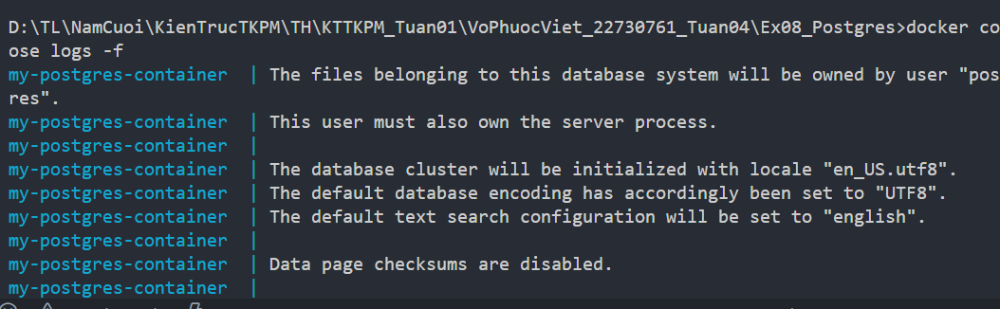 D:\TL\NamCuoi\KienTrucTKPM\TH\KTTKPM_Tuan01\VoPhuocViet_22730761_Tuan04\Ex08_Postgres>docker co
ose logs -f
my-postgres-container | The files belonging to this database system will be owned by user "pos
res".
my-postgres-container | This user must also own the server process.
my-postgres-container |
my-postgres-container | The database cluster will be initialized with locale "en_US.utf8".
my-postgres-container | The default database encoding has accordingly been set to "UTF8".
my-postgres-container | The default text search configuration will be set to "english".
my-postgres-container |
my-postgres-container | Data page checksums are disabled.
my-postgres-container |